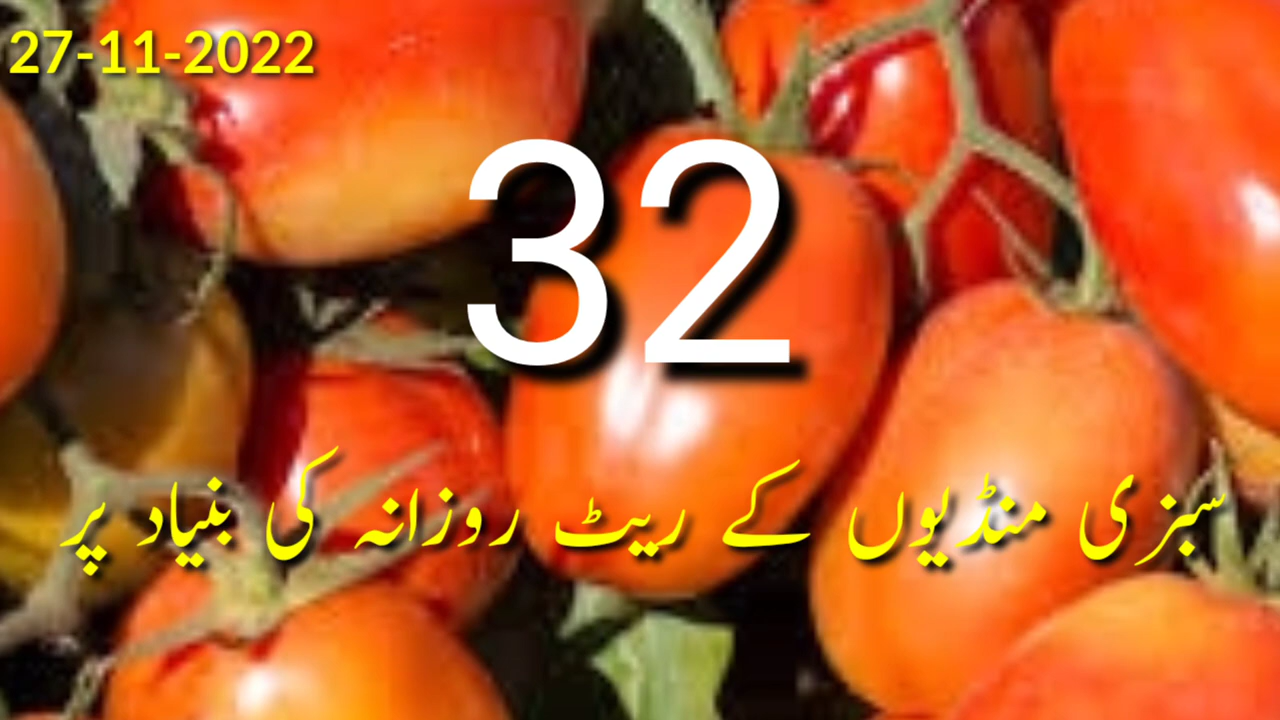 27-11-2022
32
سبزی منڈیوں کے ریٹ روزانہ کی بنیاد پر